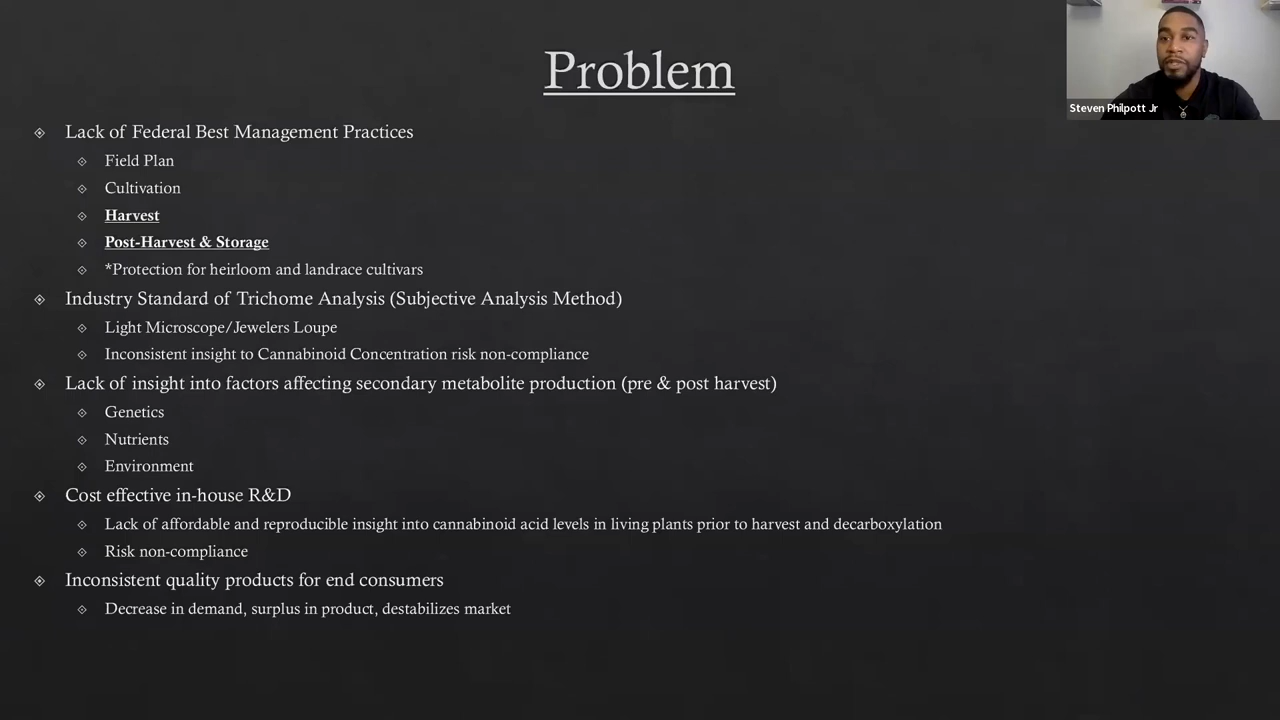 Problem
Steven Philpott Jr
Lack of Federal Best Management Practices
Field Plan
Cultivation
Harvest
Post-Harvest & Storage
*Protection for heirloom and landrace cultivars
Industry Standard of Trichome Analysis (Subjective Analysis Method)
Light Microscope/Jewelers Loupe
Inconsistent insight to Cannabinoid Concentration risk non-compliance
Lack of insight into factors affecting secondary metabolite production (pre & post harvest)
Genetics
Nutrients
Environment
Cost effective in-house R&D
Lack of affordable and reproducible insight into cannabinoid acid levels in living plants prior to harvest and decarboxylation
Risk non-compliance
Inconsistent quality products for end consumers
Decrease in demand, surplus in product, destabilizes market